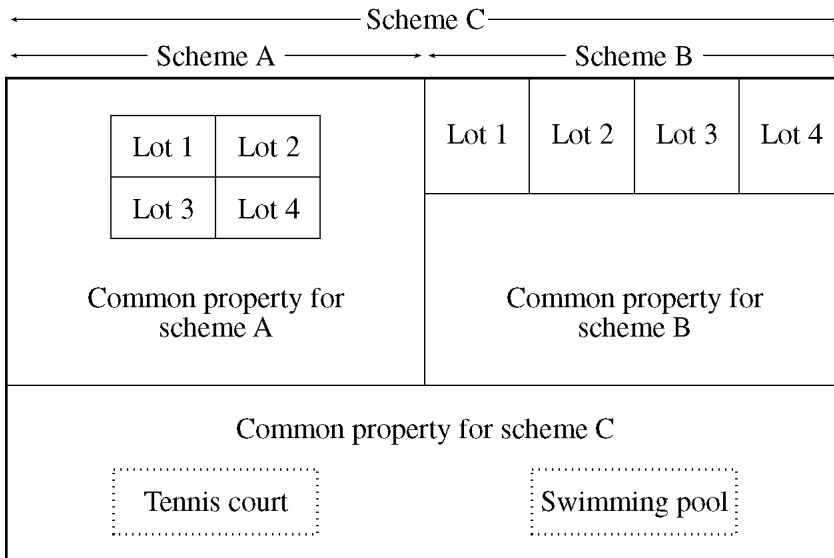 Scheme C
Scheme A
Scheme B
Lot 1
Lot 2
Lot 3
Lot 4
Common property for
scheme A
Lot 1
Lot 2
Lot 3
Lot 4
Common property for
scheme B
Common property for scheme C
Tennis court
Swimming pool